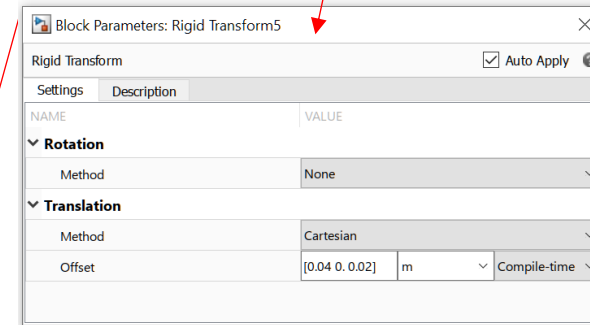 Block Parameters: Rigid Transform5
Rigid Transform Auto Apply
Settings Description
NAME VALUE
Rotation
Method None
Translation
Method Cartesian
Offset [0.04 0. 0.02] m Compile-time